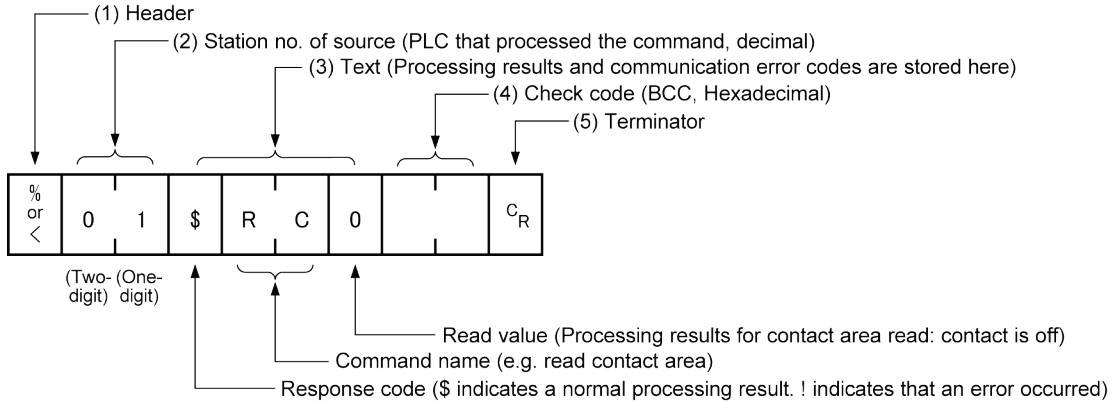 (1) Header
(2) Station no. of source (PLC that processed the command, decimal)
(3) Text (Processing results and communication error codes are stored here)
(4) Check code (BCC, Hexadecimal)
(5) Terminator
% or < 0 1 $ R C 0 CR
(Two-digit) (One-digit)
Read value (Processing results for contact area read: contact is off)
Command name (e.g. read contact area)
Response code ($ indicates a normal processing result. ! indicates that an error occurred)